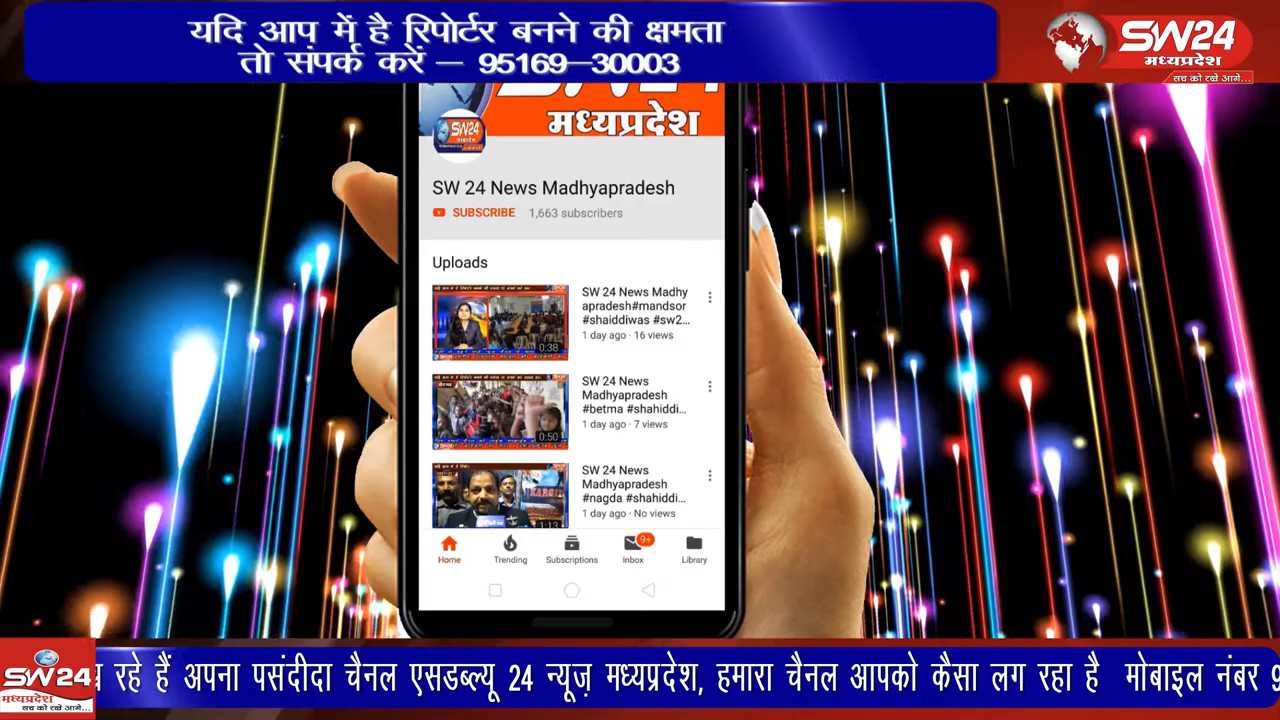 यदि आप में है रिपोर्टर बनने की क्षमता
तो संपर्क करें – 95169–30003
SW24
मध्यप्रदेश
सच को रखे आगे...
मध्यप्रदेश
SW24
SW 24 News Madhyapradesh
SUBSCRIBE 1,663 subscribers
Uploads
SW 24 News Madhy
apradesh#mandsor
#shaiddiwas #sw2...
1 day ago · 16 views
0:38
SW 24 News
Madhyapradesh
#betma #shahiddi...
1 day ago · 7 views
0:50
SW 24 News
Madhyapradesh
#nagda #shahiddi...
1 day ago · No views
1:13
9+
Home Trending Subscriptions Inbox Library
SW24
मध्यप्रदेश
सच को रखे आगे...
रहे हैं अपना पसंदीदा चैनल एसडब्ल्यू 24 न्यूज़ मध्यप्रदेश, हमारा चैनल आपको कैसा लग रहा है मोबाइल नंबर 9